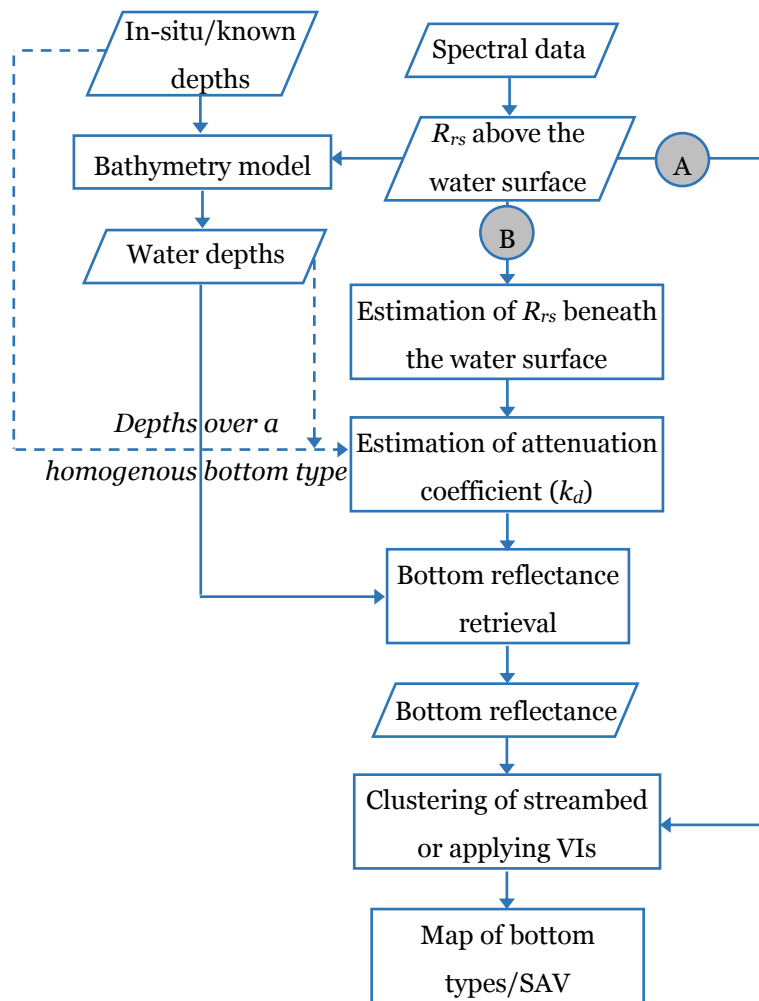 In-situ/known
depths
Spectral data
Rrs above the
water surface
A
Bathymetry model
B
Water depths
Estimation of Rrs beneath
the water surface
Depths over a
homogenous bottom type
Estimation of attenuation
coefficient (kd)
Bottom reflectance
retrieval
Bottom reflectance
Clustering of streambed
or applying VIs
Map of bottom
types/SAV